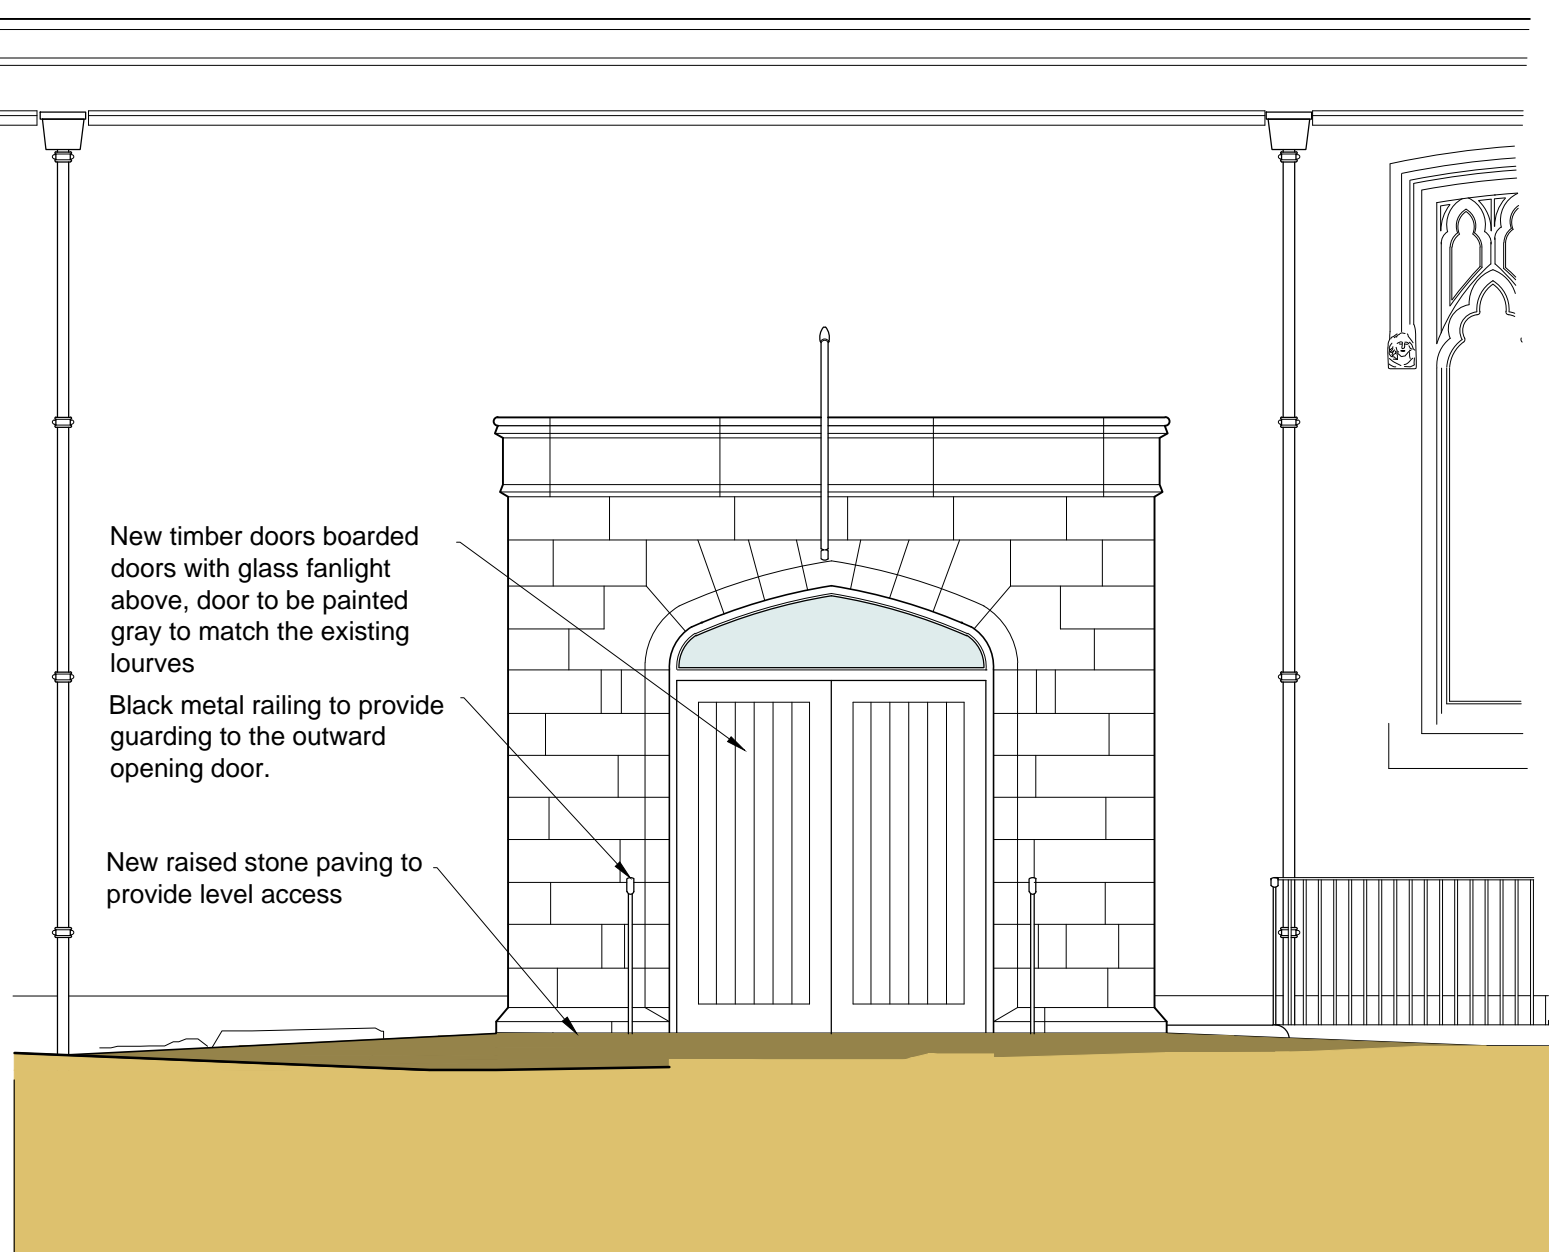 New timber doors boarded
doors with glass fanlight
above, door to be painted
gray to match the existing
lourves
Black metal railing to provide
guarding to the outward
opening door.
New raised stone paving to
provide level access